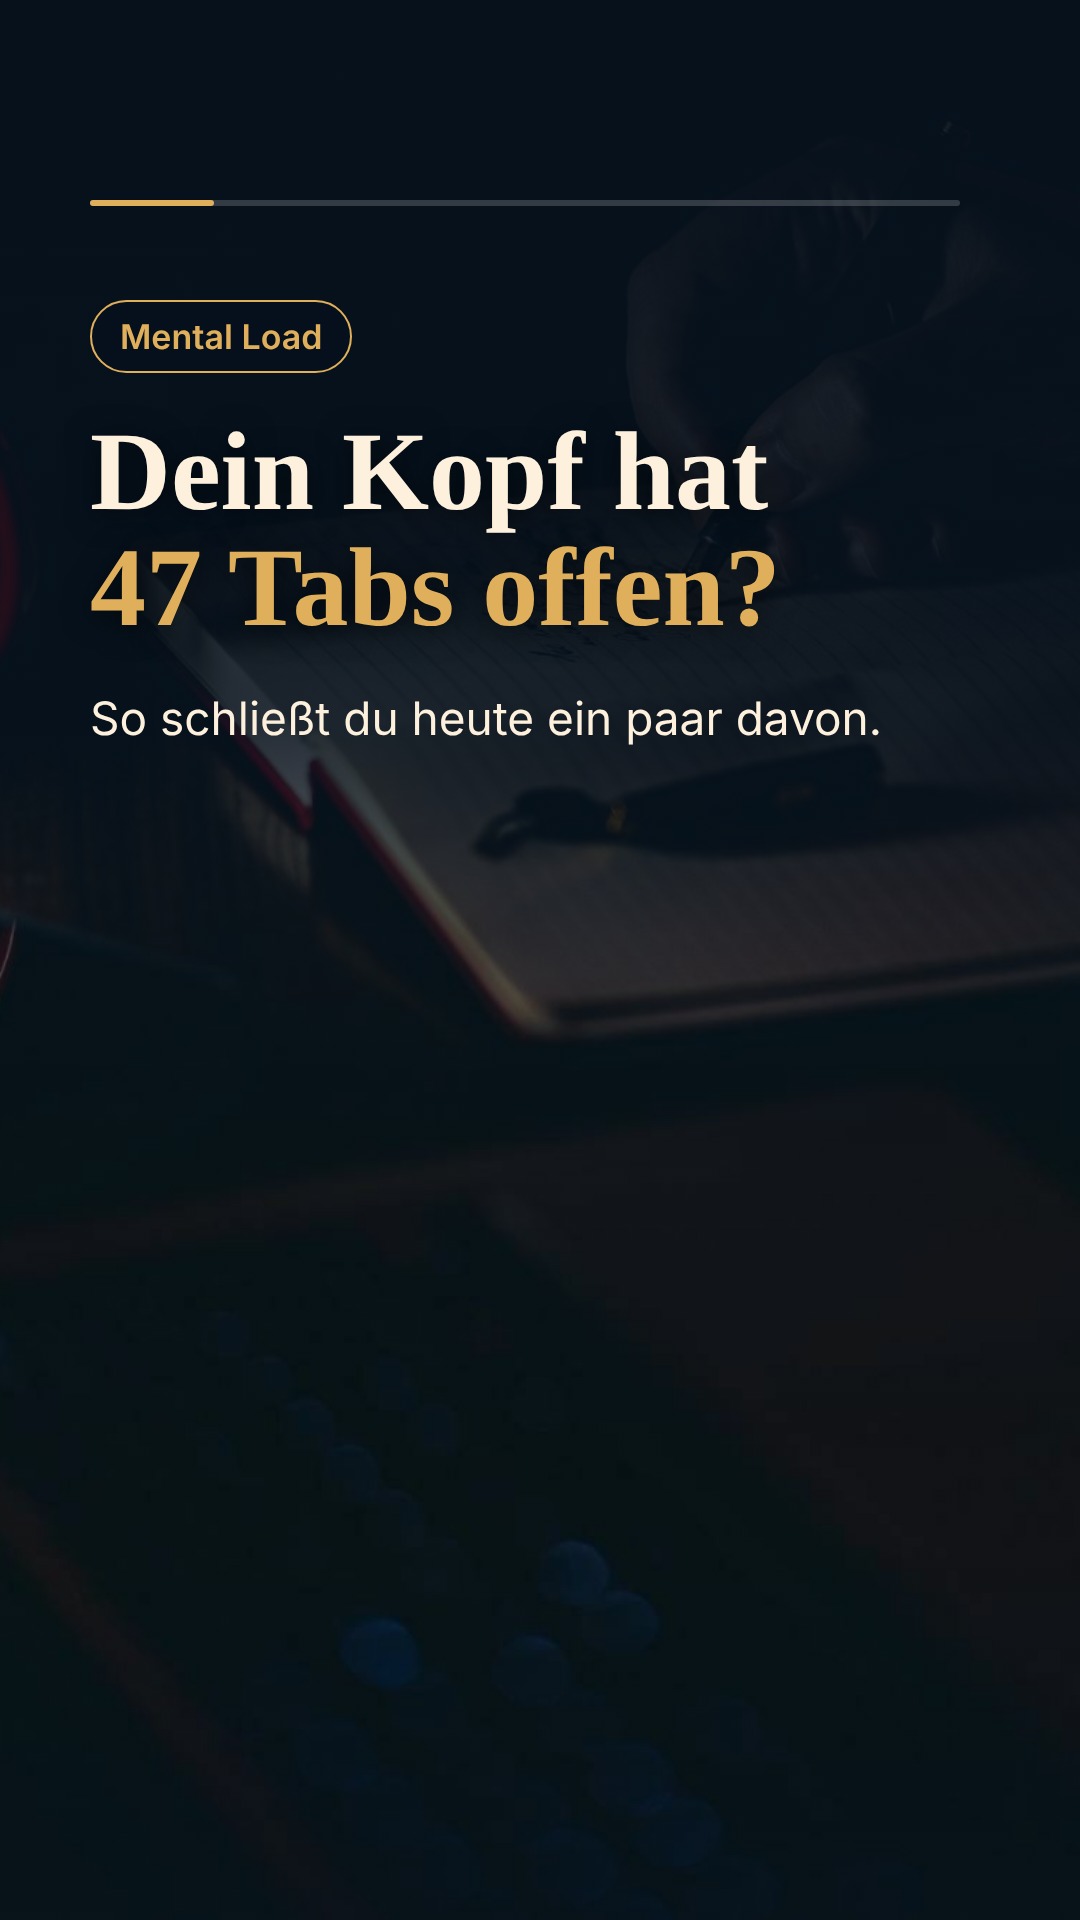 Mental Load
Dein Kopf hat
47 Tabs offen?
So schließt du heute ein paar davon.